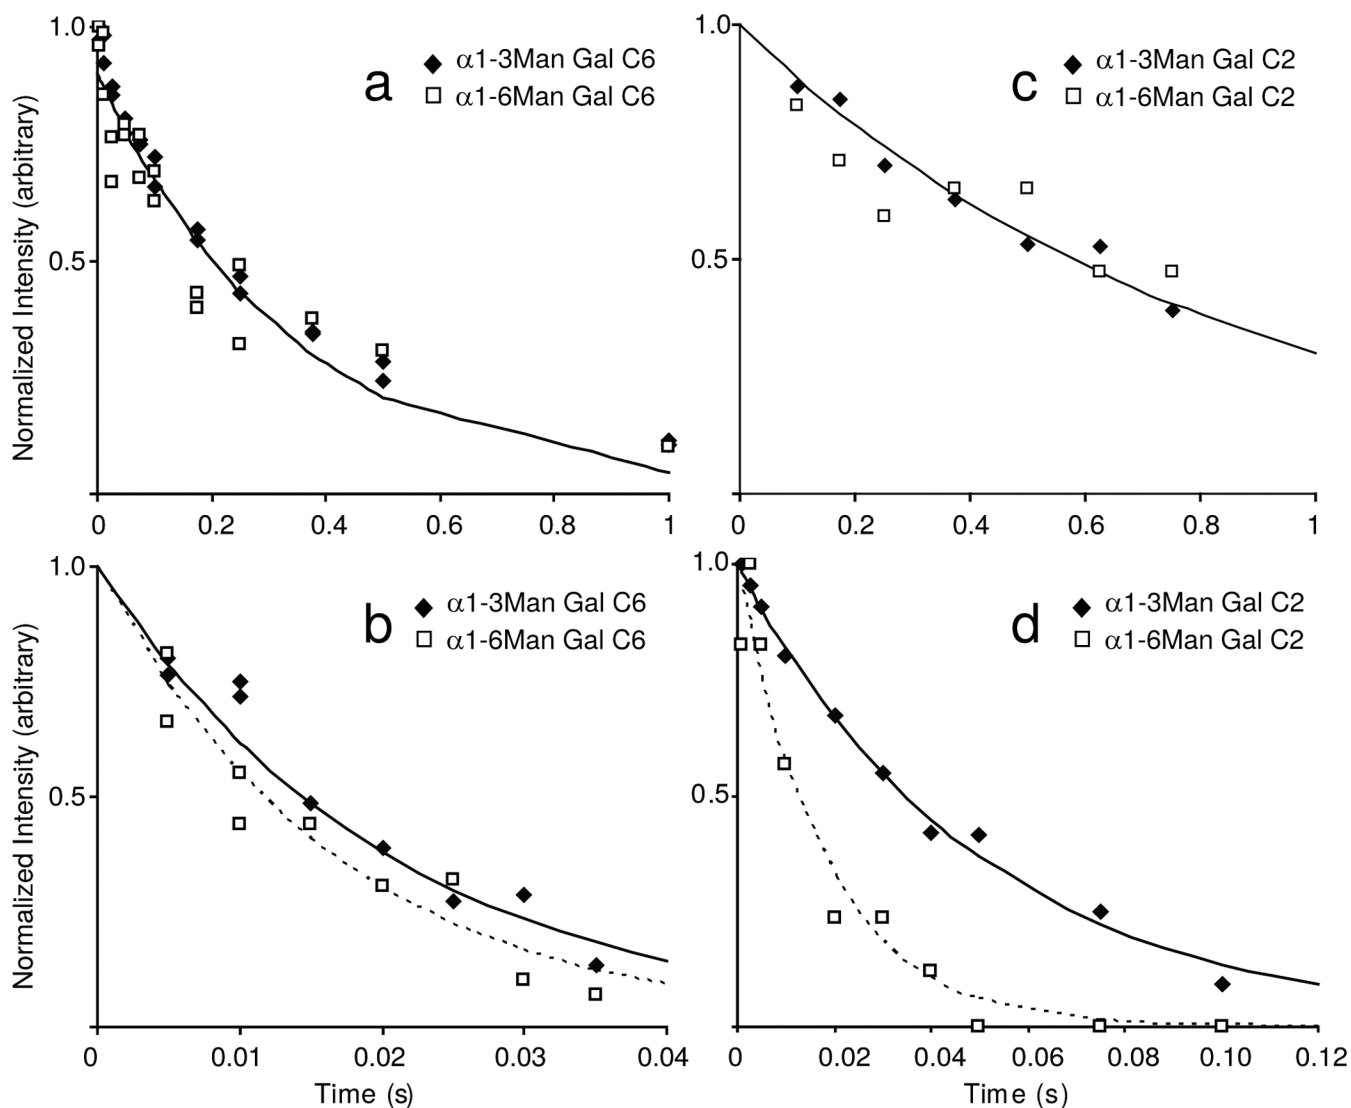 1.0
0.5
Normalized Intensity (arbitrary)
a
α1-3Man Gal C6
α1-6Man Gal C6
0 0.2 0.4 0.6 0.8 1
1.0
0.5
c
α1-3Man Gal C2
α1-6Man Gal C2
0 0.2 0.4 0.6 0.8 1
1.0
0.5
Normalized Intensity (arbitrary)
b
α1-3Man Gal C6
α1-6Man Gal C6
0 0.01 0.02 0.03 0.04
Time (s)
1.0
0.5
d
α1-3Man Gal C2
α1-6Man Gal C2
0 0.02 0.04 0.06 0.08 0.10 0.12
Time (s)